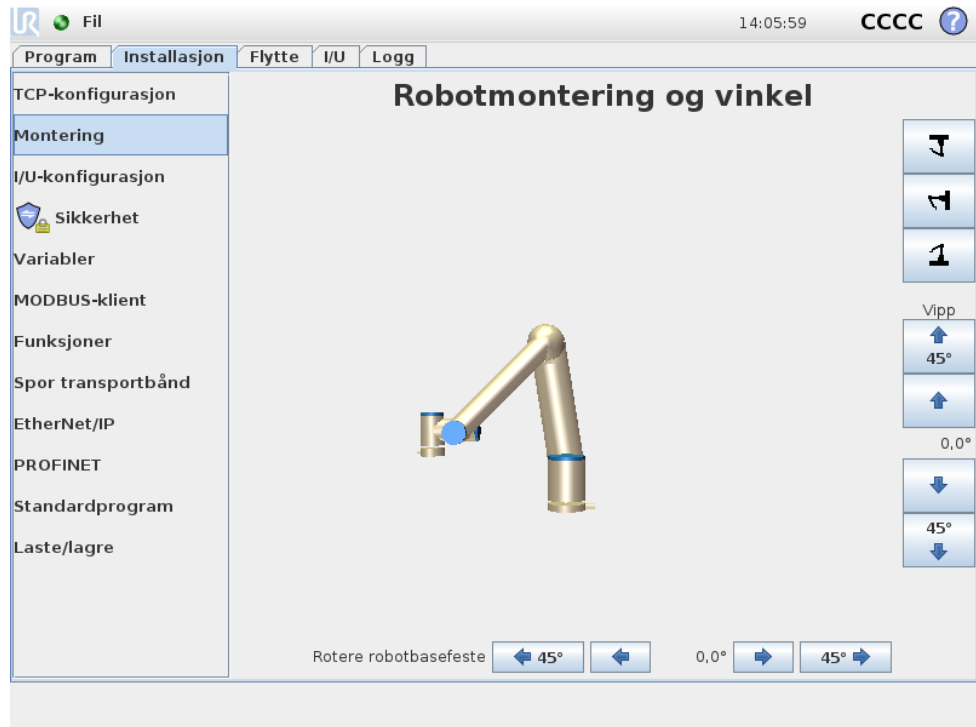 UR Fil 14:05:59 CCCC ?
Program Installasjon Flytte I/U Logg
TCP-konfigurasjon
Montering
I/U-konfigurasjon
Sikkerhet
Variabler
MODBUS-klient
Funksjoner
Spor transportbånd
EtherNet/IP
PROFINET
Standardprogram
Laste/lagre
Robotmontering og vinkel
Vipp
45°
0,0°
45°
Rotere robotbasefeste 45° 0,0° 45°